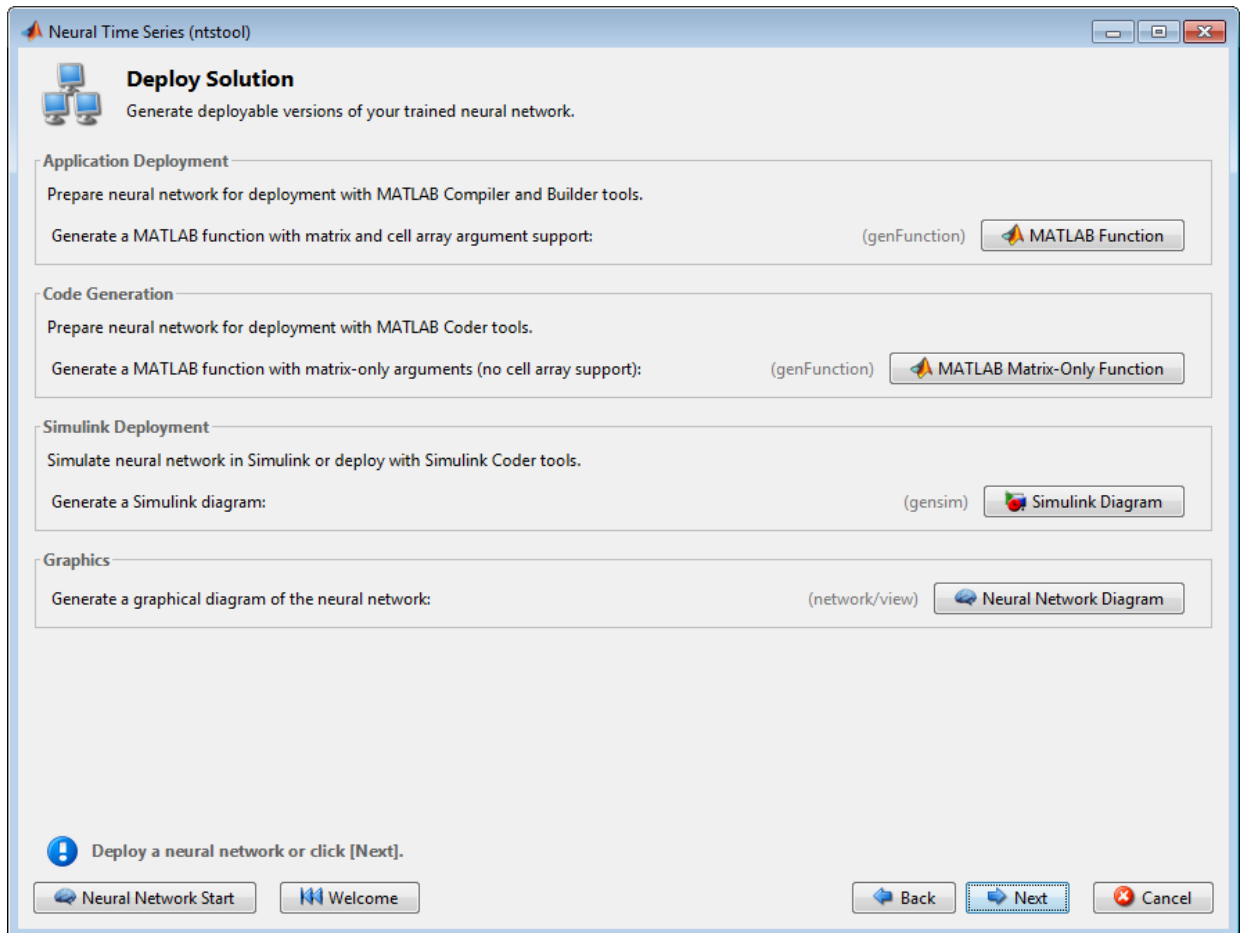 Neural Time Series (ntstool)
Deploy Solution
Generate deployable versions of your trained neural network.
Application Deployment
Prepare neural network for deployment with MATLAB Compiler and Builder tools.
Generate a MATLAB function with matrix and cell array argument support: (genFunction) MATLAB Function
Code Generation
Prepare neural network for deployment with MATLAB Coder tools.
Generate a MATLAB function with matrix-only arguments (no cell array support): (genFunction) MATLAB Matrix-Only Function
Simulink Deployment
Simulate neural network in Simulink or deploy with Simulink Coder tools.
Generate a Simulink diagram: (gensim) Simulink Diagram
Graphics
Generate a graphical diagram of the neural network: (network/view) Neural Network Diagram
Deploy a neural network or click [Next].
Neural Network Start Welcome Back Next Cancel